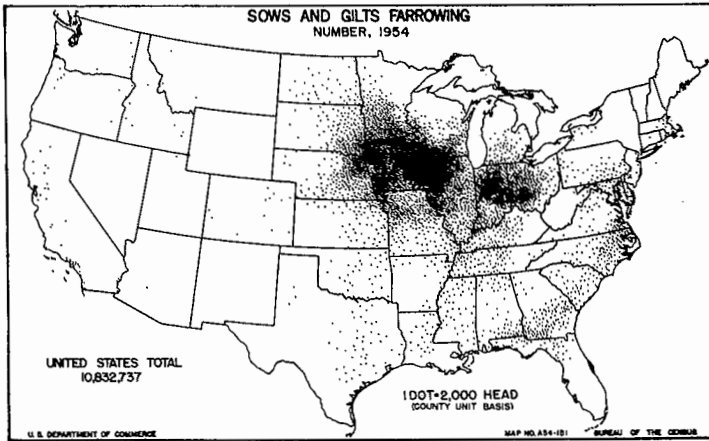 SOWS AND GILTS FARROWING
NUMBER, 1954
UNITED STATES TOTAL
10,832,737
1 DOT=2,000 HEAD
(COUNTY UNIT BASIS)
U. S. DEPARTMENT OF COMMERCE
MAP NO. A54-181
BUREAU OF THE CENSUS